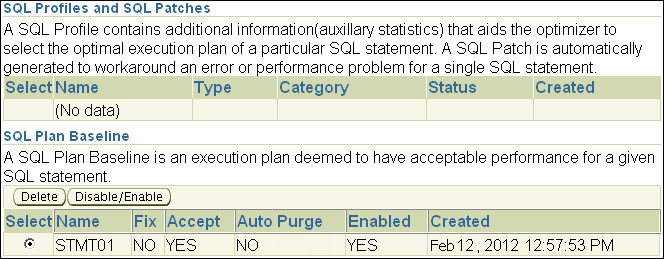 SQL Profiles and SQL Patches
A SQL Profile contains additional information(auxillary statistics) that aids the optimizer to
select the optimal execution plan of a particular SQL statement. A SQL Patch is automatically
generated to workaround an error or performance problem for a single SQL statement.
Select Name Type Category Status Created
(No data)
SQL Plan Baseline
A SQL Plan Baseline is an execution plan deemed to have acceptable performance for a given
SQL statement.
Delete Disable/Enable
Select Name Fix Accept Auto Purge Enabled Created
STMT01 NO YES NO YES Feb 12, 2012 12:57:53 PM